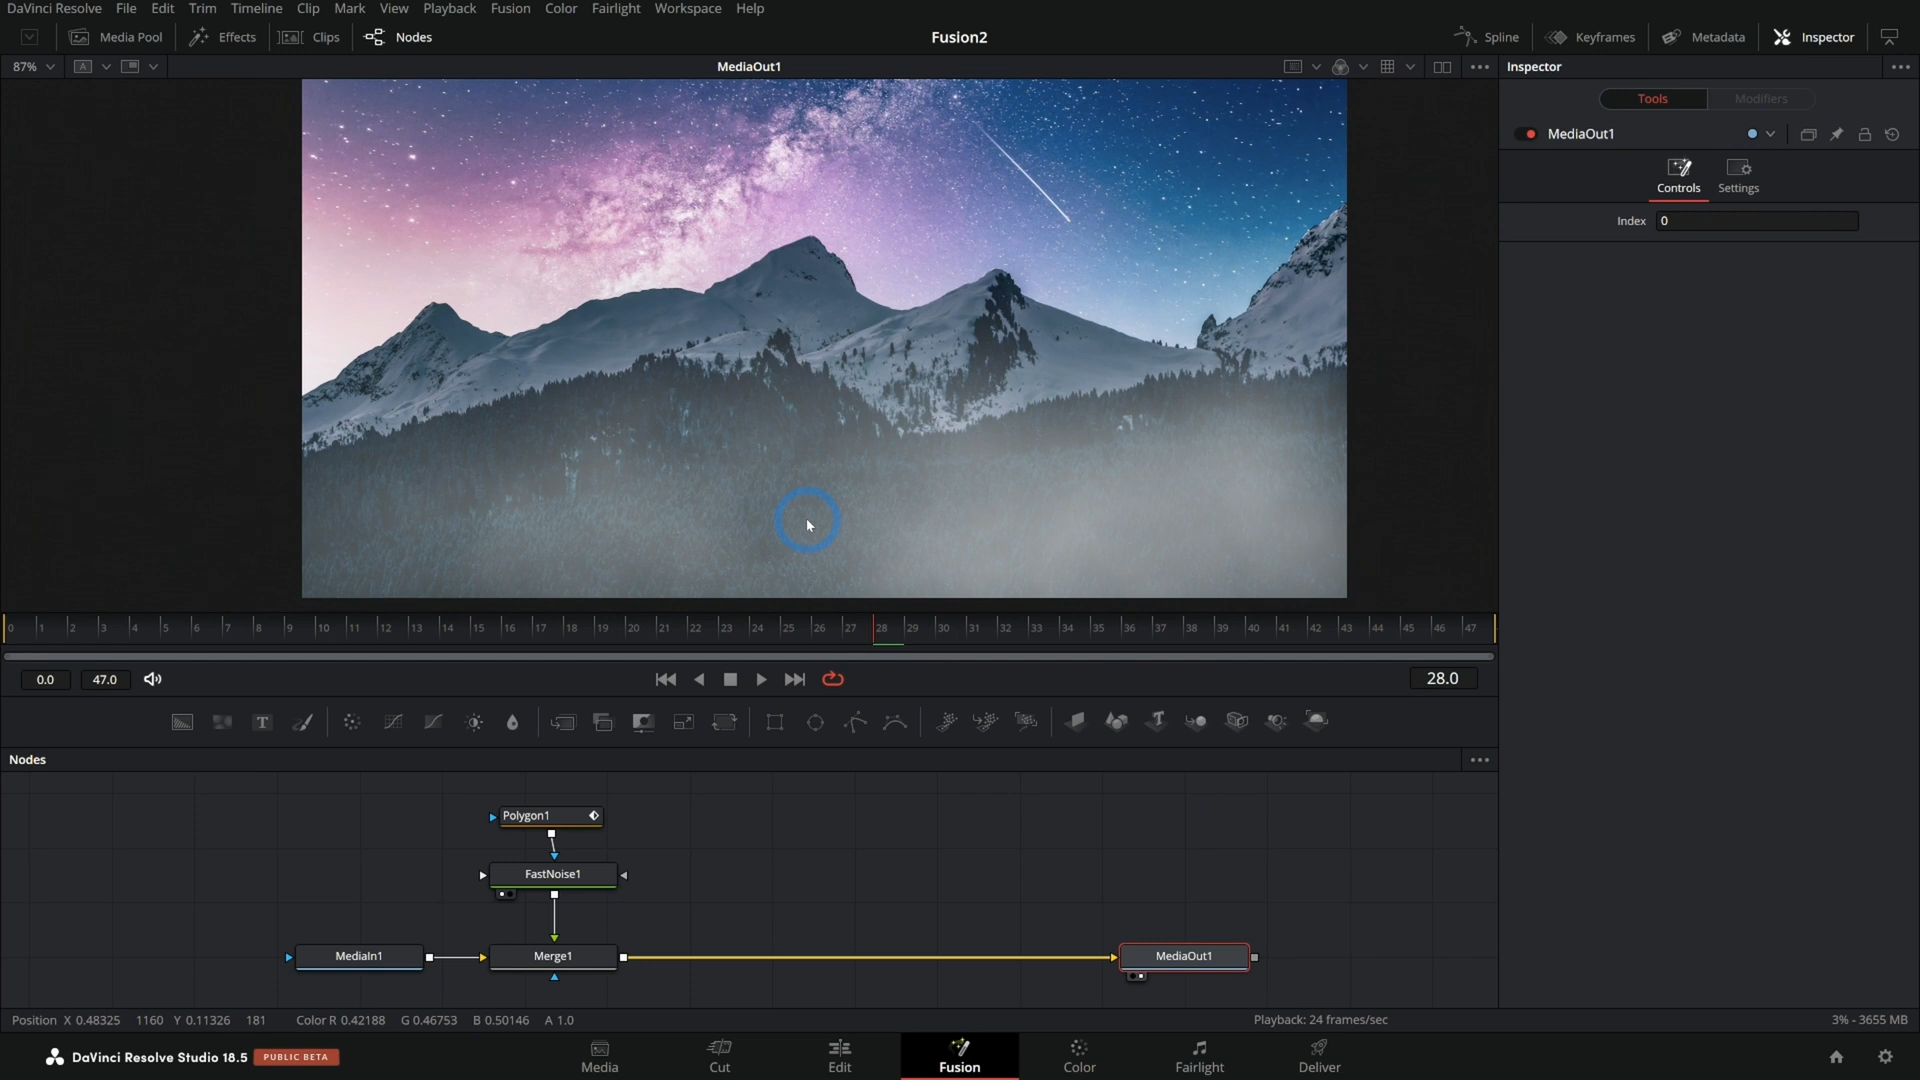 DaVinci Resolve File Edit Trim Timeline Clip Mark View Playback Fusion Color Fairlight Workspace Help
Media Pool Effects Clips Nodes Fusion2 Spline Keyframes Metadata Inspector
87% A MediaOut1 Inspector
Tools Modifiers
MediaOut1
Controls Settings
Index 0
0 1 2 3 4 5 6 7 8 9 10 11 12 13 14 15 16 17 18 19 20 21 22 23 24 25 26 27 28 29 30 31 32 33 34 35 36 37 38 39 40 41 42 43 44 45 46 47
0.0 47.0 28.0
Nodes
Polygon1
FastNoise1
MediaIn1 Merge1 MediaOut1
Position X 0.48325 1160 Y 0.11326 181 Color R 0.42188 G 0.46753 B 0.50146 A 1.0 Playback: 24 frames/sec 3% - 3655 MB
DaVinci Resolve Studio 18.5 PUBLIC BETA
Media Cut Edit Fusion Color Fairlight Deliver